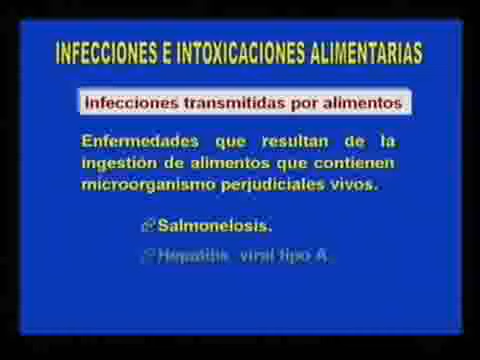 INFECCIONES E INTOXICACIONES ALIMENTARIAS
Infecciones transmitidas por alimentos
Enfermedades que resultan de la
ingestión de alimentos que contienen
microorganismo perjudiciales vivos.
Salmonelosis.
Hepatitis viral tipo A.